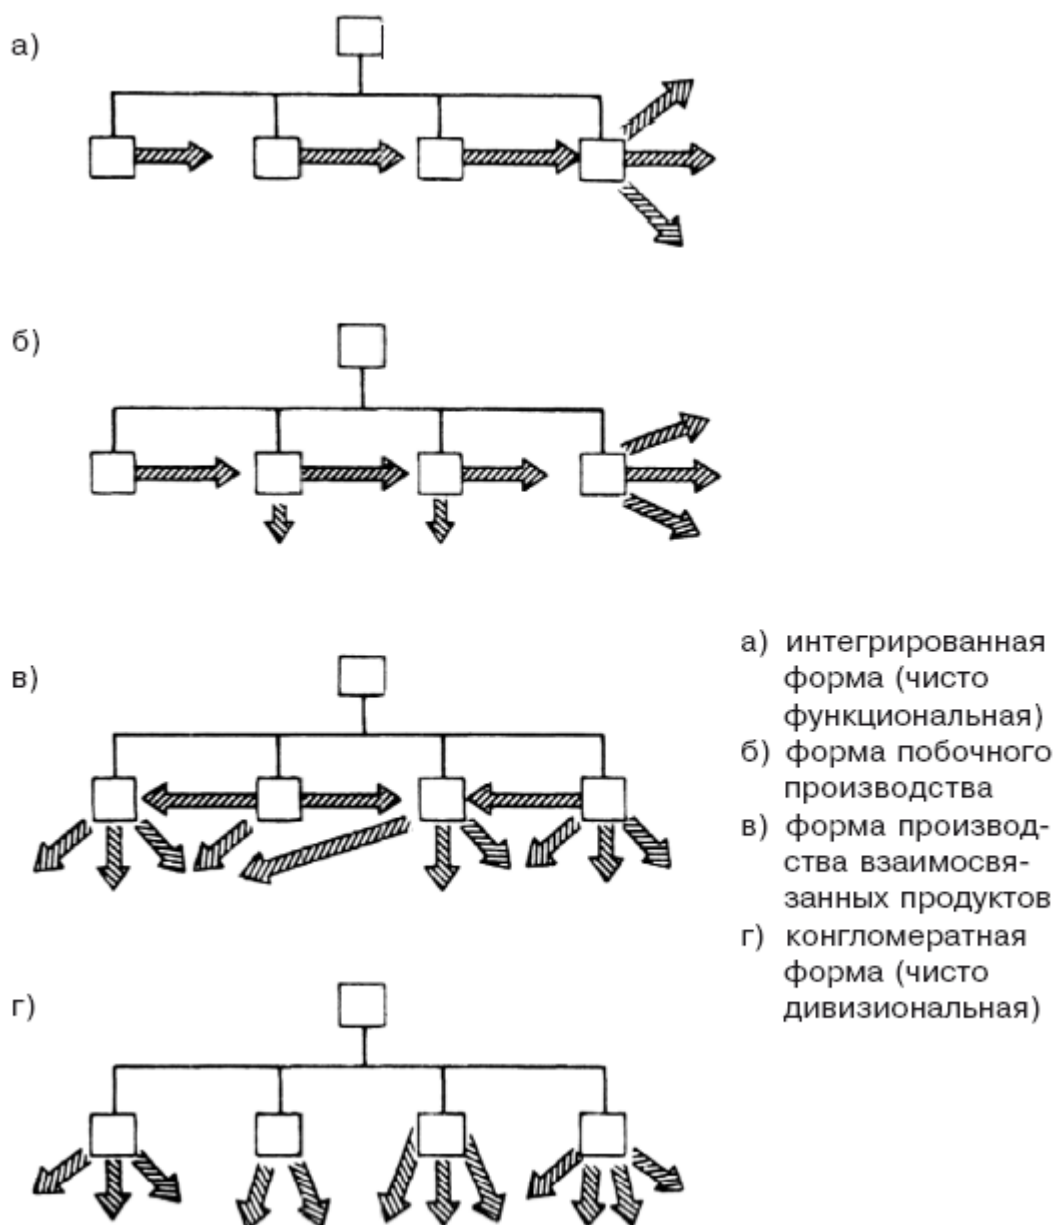 а)
б)
в)
г)
а) интегрированная
форма (чисто
функциональная)
б) форма побочного
производства
в) форма производ-
ства взаимосвя-
занных продуктов
г) конгломератная
форма (чисто
дивизиональная)